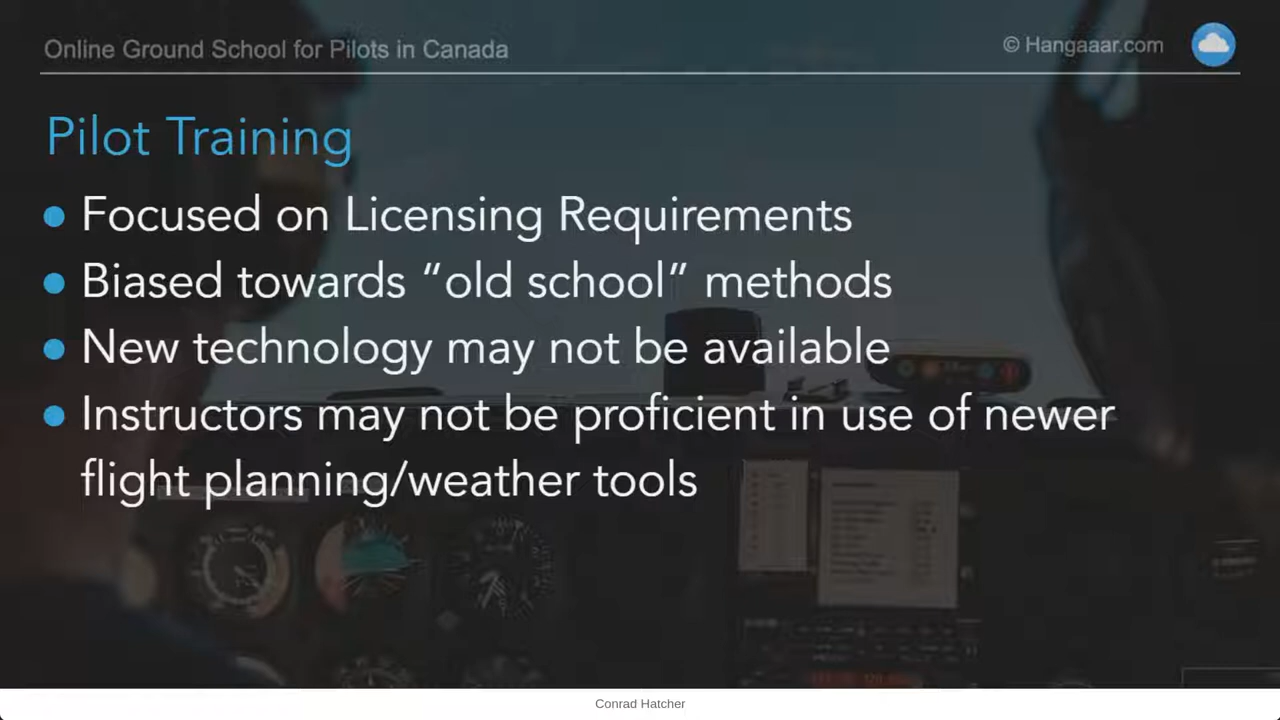 Online Ground School for Pilots in Canada
© Hangaaar.com
Pilot Training
• Focused on Licensing Requirements
• Biased towards “old school” methods
• New technology may not be available
• Instructors may not be proficient in use of newer
flight planning/weather tools
Conrad Hatcher